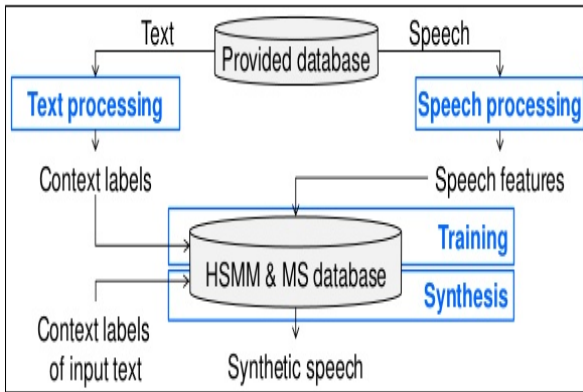 Text
Speech
Provided database
Text processing
Speech processing
Context labels
Speech features
Training
HSMM & MS database
Synthesis
Context labels
of input text
Synthetic speech